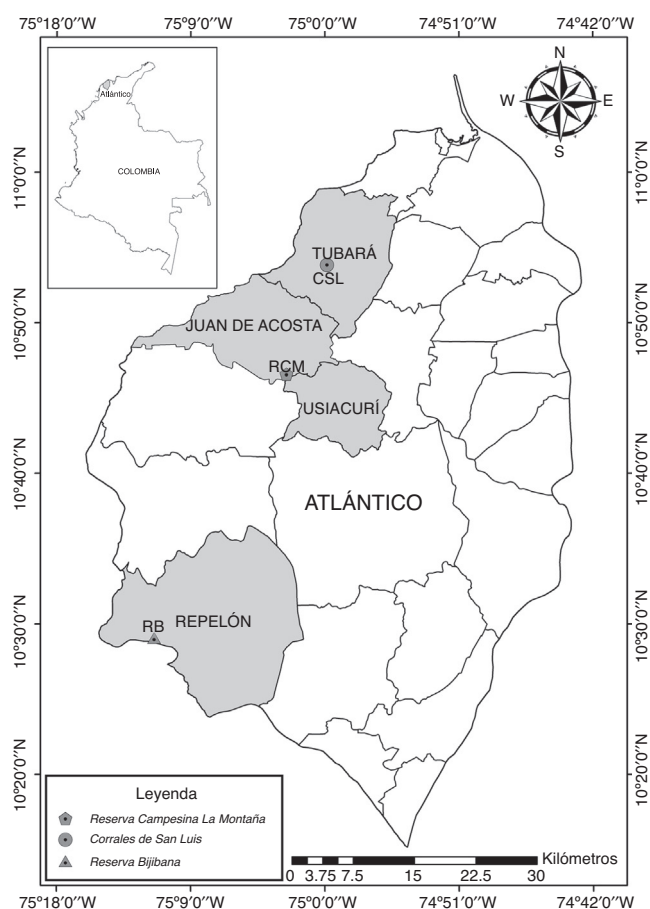 75°18'0"W 75°9'0"W 75°0'0"W 74°51'0"W 74°42'0"W
Atlántico
COLOMBIA
N
W E
S
11°0'0"N 11°0'0"N
TUBARÁ
CSL
10°50'0"N 10°50'0"N
JUAN DE ACOSTA
RCM
USIACURÍ
10°40'0"N 10°40'0"N
ATLÁNTICO
REPELÓN
RB
10°30'0"N 10°30'0"N
10°20'0"N 10°20'0"N
Leyenda
Reserva Campesina La Montaña
Corrales de San Luis
Reserva Bijibana
Kilómetros
0 3.75 7.5 15 22.5 30
75°18'0"W 75°9'0"W 75°0'0"W 74°51'0"W 74°42'0"W